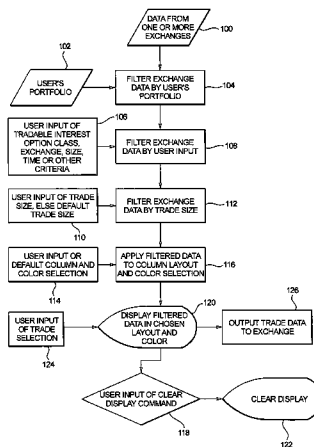 DATA FROM
ONE OR MORE
EXCHANGES
100
102
USER'S
PORTFOLIO
FILTER EXCHANGE
DATA BY USER'S
PORTFOLIO
104
106
USER INPUT OF
TRADABLE INTEREST
OPTION CLASS,
EXCHANGE, SIZE,
TIME OR OTHER
CRITERIA
FILTER EXCHANGE
DATA BY USER INPUT
108
USER INPUT OF TRADE
SIZE, ELSE DEFAULT
TRADE SIZE
110
FILTER EXCHANGE
DATA BY TRADE SIZE
112
USER INPUT OR
DEFAULT COLUMN AND
COLOR SELECTION
114
APPLY FILTERED DATA
TO COLUMN LAYOUT
AND COLOR SELECTION
116
120
DISPLAY FILTERED
DATA IN CHOSEN
LAYOUT AND
COLOR
126
OUTPUT TRADE DATA
TO EXCHANGE
USER INPUT
OF TRADE
SELECTION
124
USER INPUT OF CLEAR
DISPLAY COMMAND
118
CLEAR DISPLAY
122